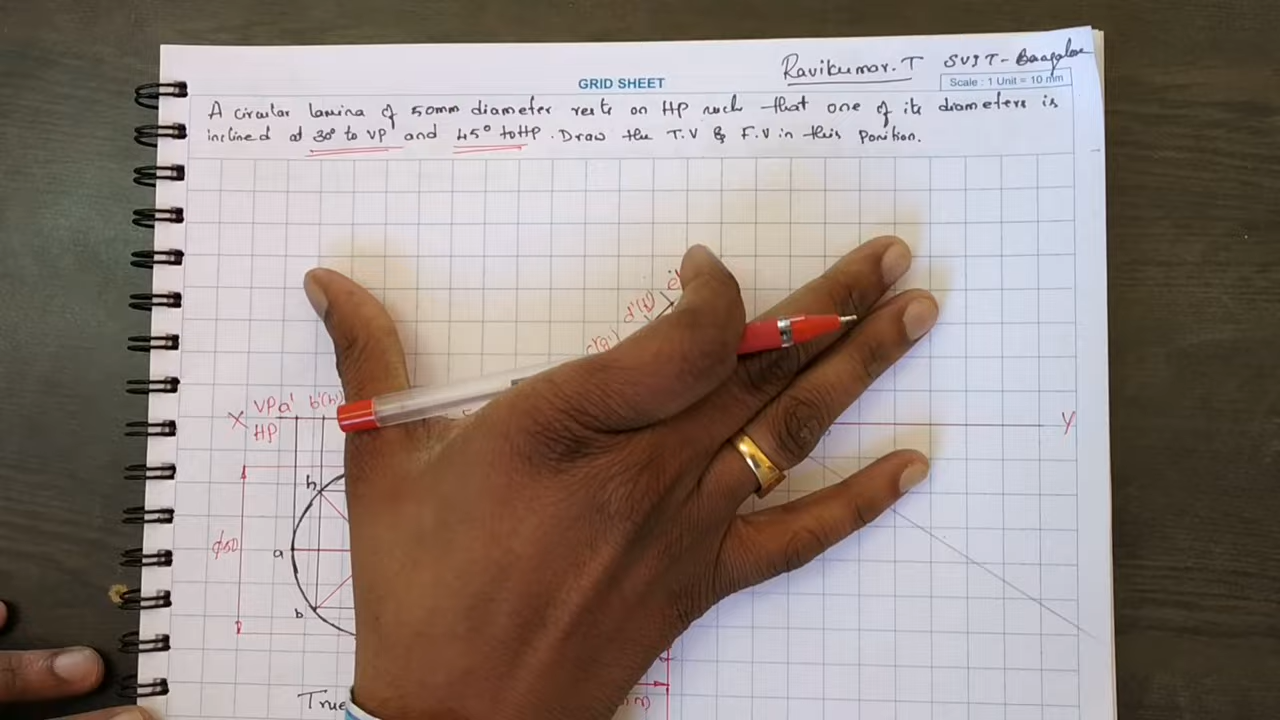 Ravikumar.T SVIT-Bangalore
GRID SHEET
Scale : 1 Unit = 10 mm
A circular lamina of 50mm diameter rests on HP such that one of its diameters is
inclined at 30° to VP and 45° to HP. Draw the T.V & F.V in this position.
e'
d'(f')
c'(g')
X VP a' b'(h')
HP
Y
h
φ50
a
b
True